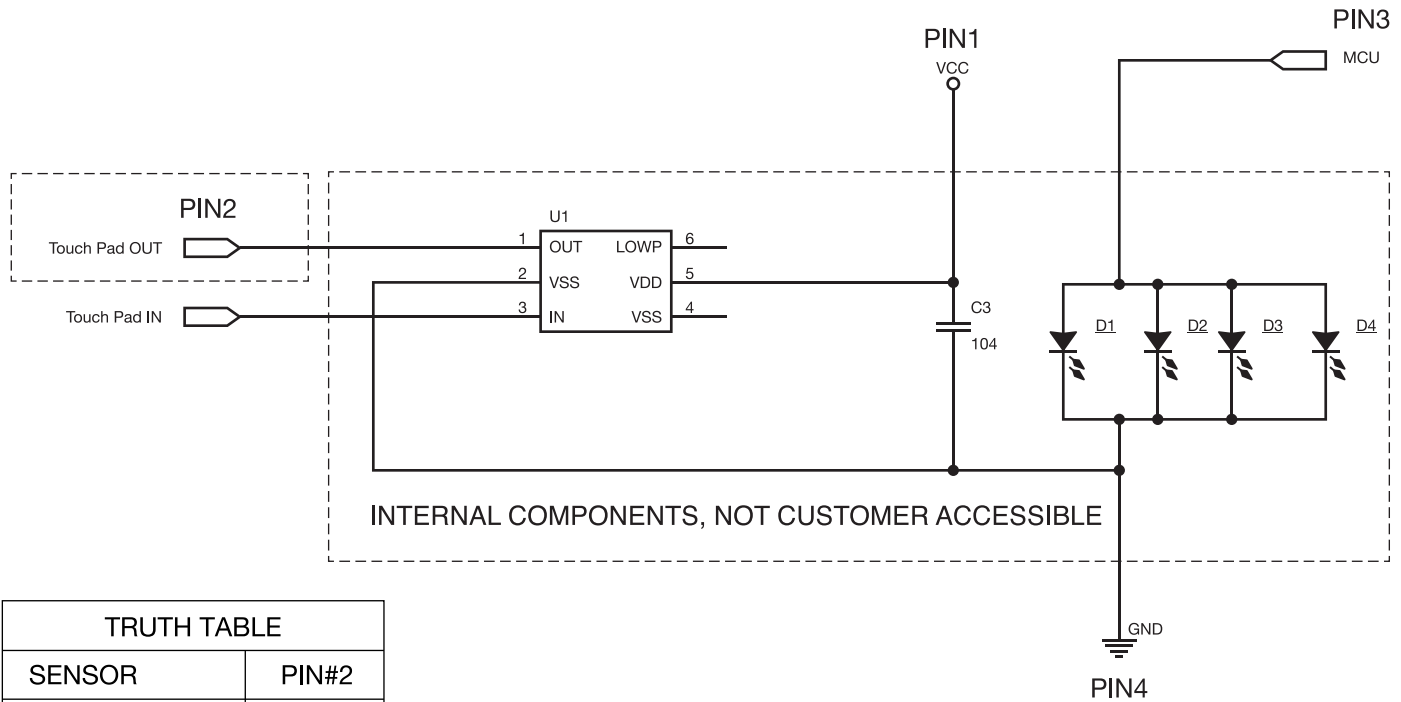 PIN3
MCU
PIN1
VCC
PIN2
Touch Pad OUT
Touch Pad IN
U1
1 OUT LOWP 6
2 VSS VDD 5
3 IN VSS 4
C3
104
D1 D2 D3 D4
INTERNAL COMPONENTS, NOT CUSTOMER ACCESSIBLE
GND
PIN4
TRUTH TABLE
SENSOR PIN#2